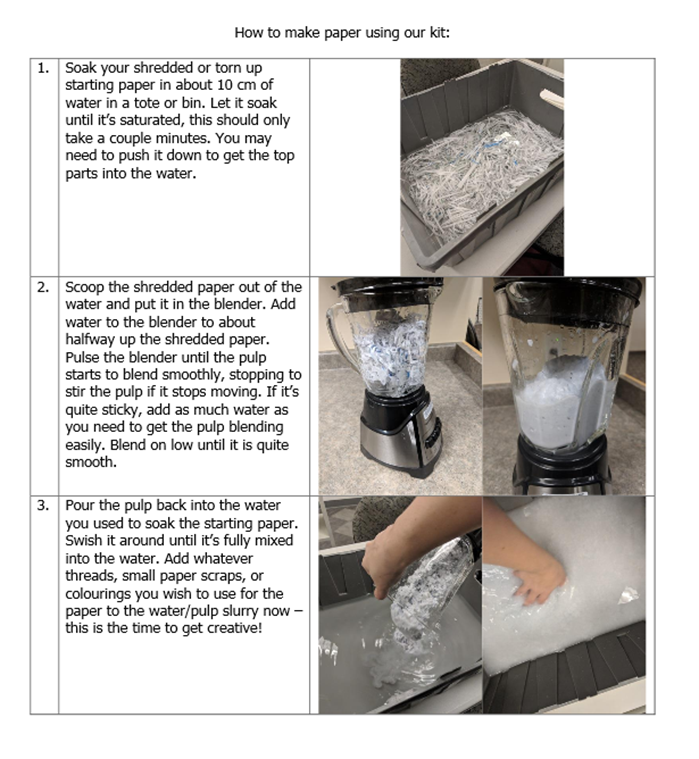 How to make paper using our kit:
1. Soak your shredded or torn up
starting paper in about 10 cm of
water in a tote or bin. Let it soak
until it's saturated, this should only
take a couple minutes. You may
need to push it down to get the top
parts into the water.
2. Scoop the shredded paper out of the
water and put it in the blender. Add
water to the blender to about
halfway up the shredded paper.
Pulse the blender until the pulp
starts to blend smoothly, stopping to
stir the pulp if it stops moving. If it's
quite sticky, add as much water as
you need to get the pulp blending
easily. Blend on low until it is quite
smooth.
3. Pour the pulp back into the water
you used to soak the starting paper.
Swish it around until it's fully mixed
into the water. Add whatever
threads, small paper scraps, or
colourings you wish to use for the
paper to the water/pulp slurry now –
this is the time to get creative!